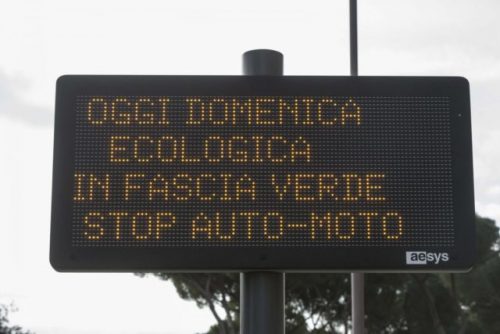 OGGI DOMENICA
ECOLOGICA
IN FASCIA VERDE
STOP AUTO-MOTO
aesys